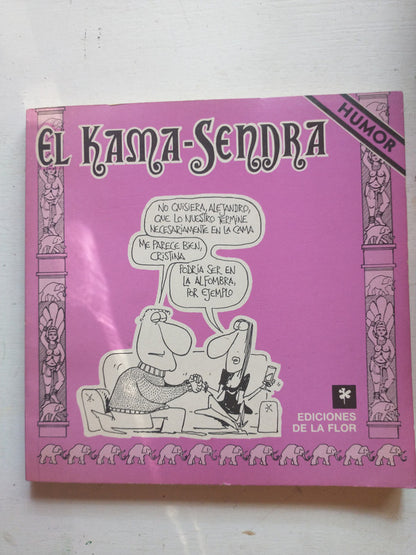 EL KAMA-SENDRA
HUMOR
NO QUISIERA, ALEJANDRO,
QUE LO NUESTRO TERMINE
NECESARIAMENTE EN LA CAMA
ME PARECE BIEN,
CRISTINA
PODRÍA SER EN
LA ALFOMBRA,
POR EJEMPLO
EDICIONES
DE LA FLOR